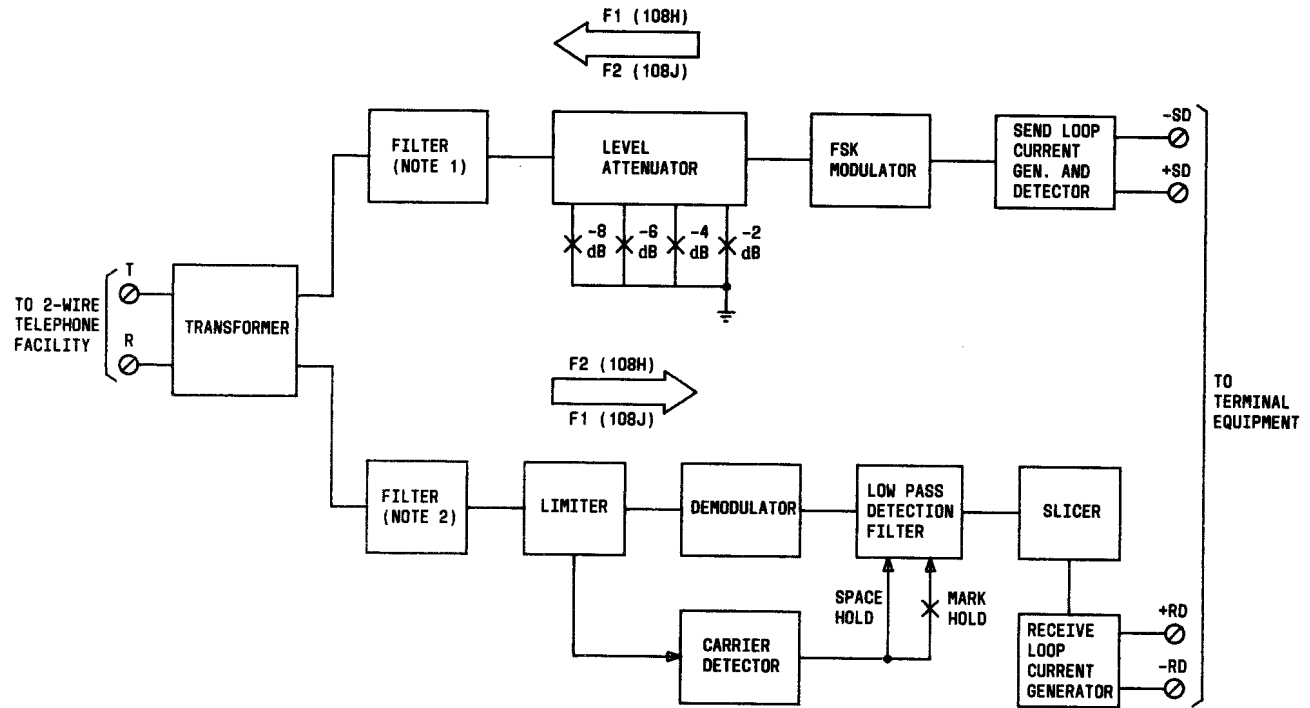 F1 (108H)
F2 (108J)
FILTER
(NOTE 1)
LEVEL
ATTENUATOR
FSK
MODULATOR
SEND LOOP
CURRENT
GEN. AND
DETECTOR
-SD
+SD
-8
dB
-6
dB
-4
dB
-2
dB
TO 2-WIRE
TELEPHONE
FACILITY
T
R
TRANSFORMER
F2 (108H)
F1 (108J)
TO
TERMINAL
EQUIPMENT
FILTER
(NOTE 2)
LIMITER
DEMODULATOR
LOW PASS
DETECTION
FILTER
SLICER
SPACE
HOLD
MARK
HOLD
CARRIER
DETECTOR
RECEIVE
LOOP
CURRENT
GENERATOR
+RD
-RD